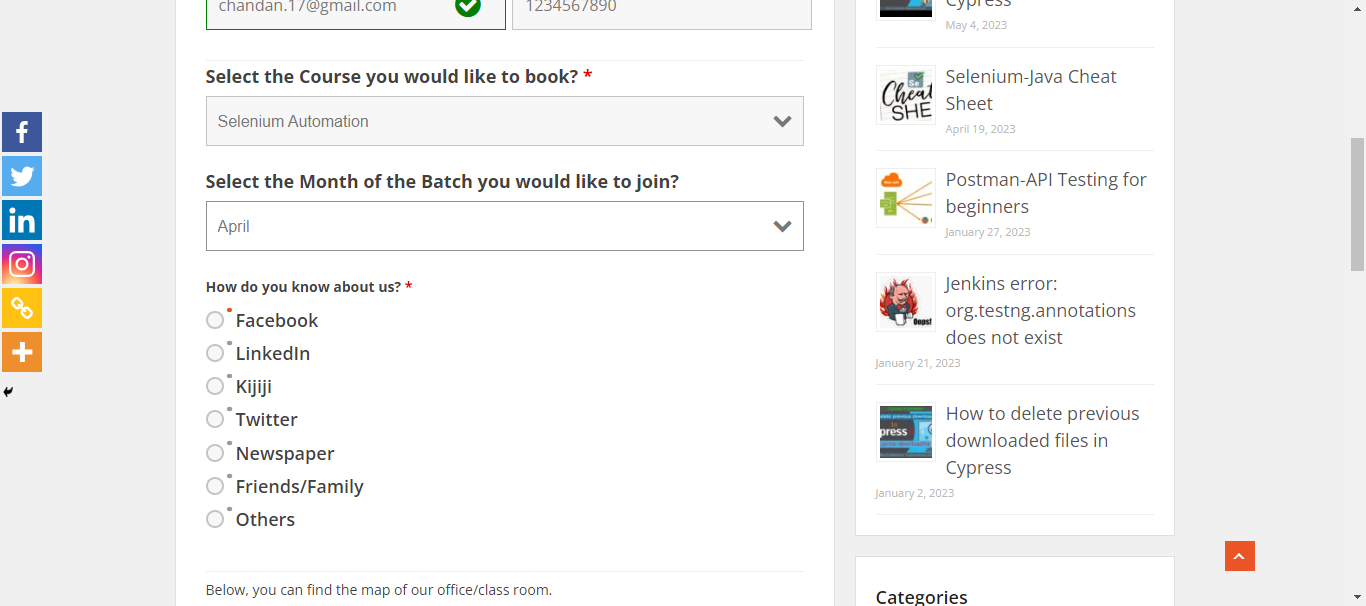 chandan.17@gmail.com
1234567890
Select the Course you would like to book? *
Selenium Automation
Select the Month of the Batch you would like to join?
April
How do you know about us? *
Facebook
LinkedIn
Kijiji
Twitter
Newspaper
Friends/Family
Others
Below, you can find the map of our office/class room.
Cypress
May 4, 2023
Selenium-Java Cheat
Sheet
April 19, 2023
Postman-API Testing for
beginners
January 27, 2023
Jenkins error:
org.testng.annotations
does not exist
January 21, 2023
How to delete previous
downloaded files in
Cypress
January 2, 2023
Categories